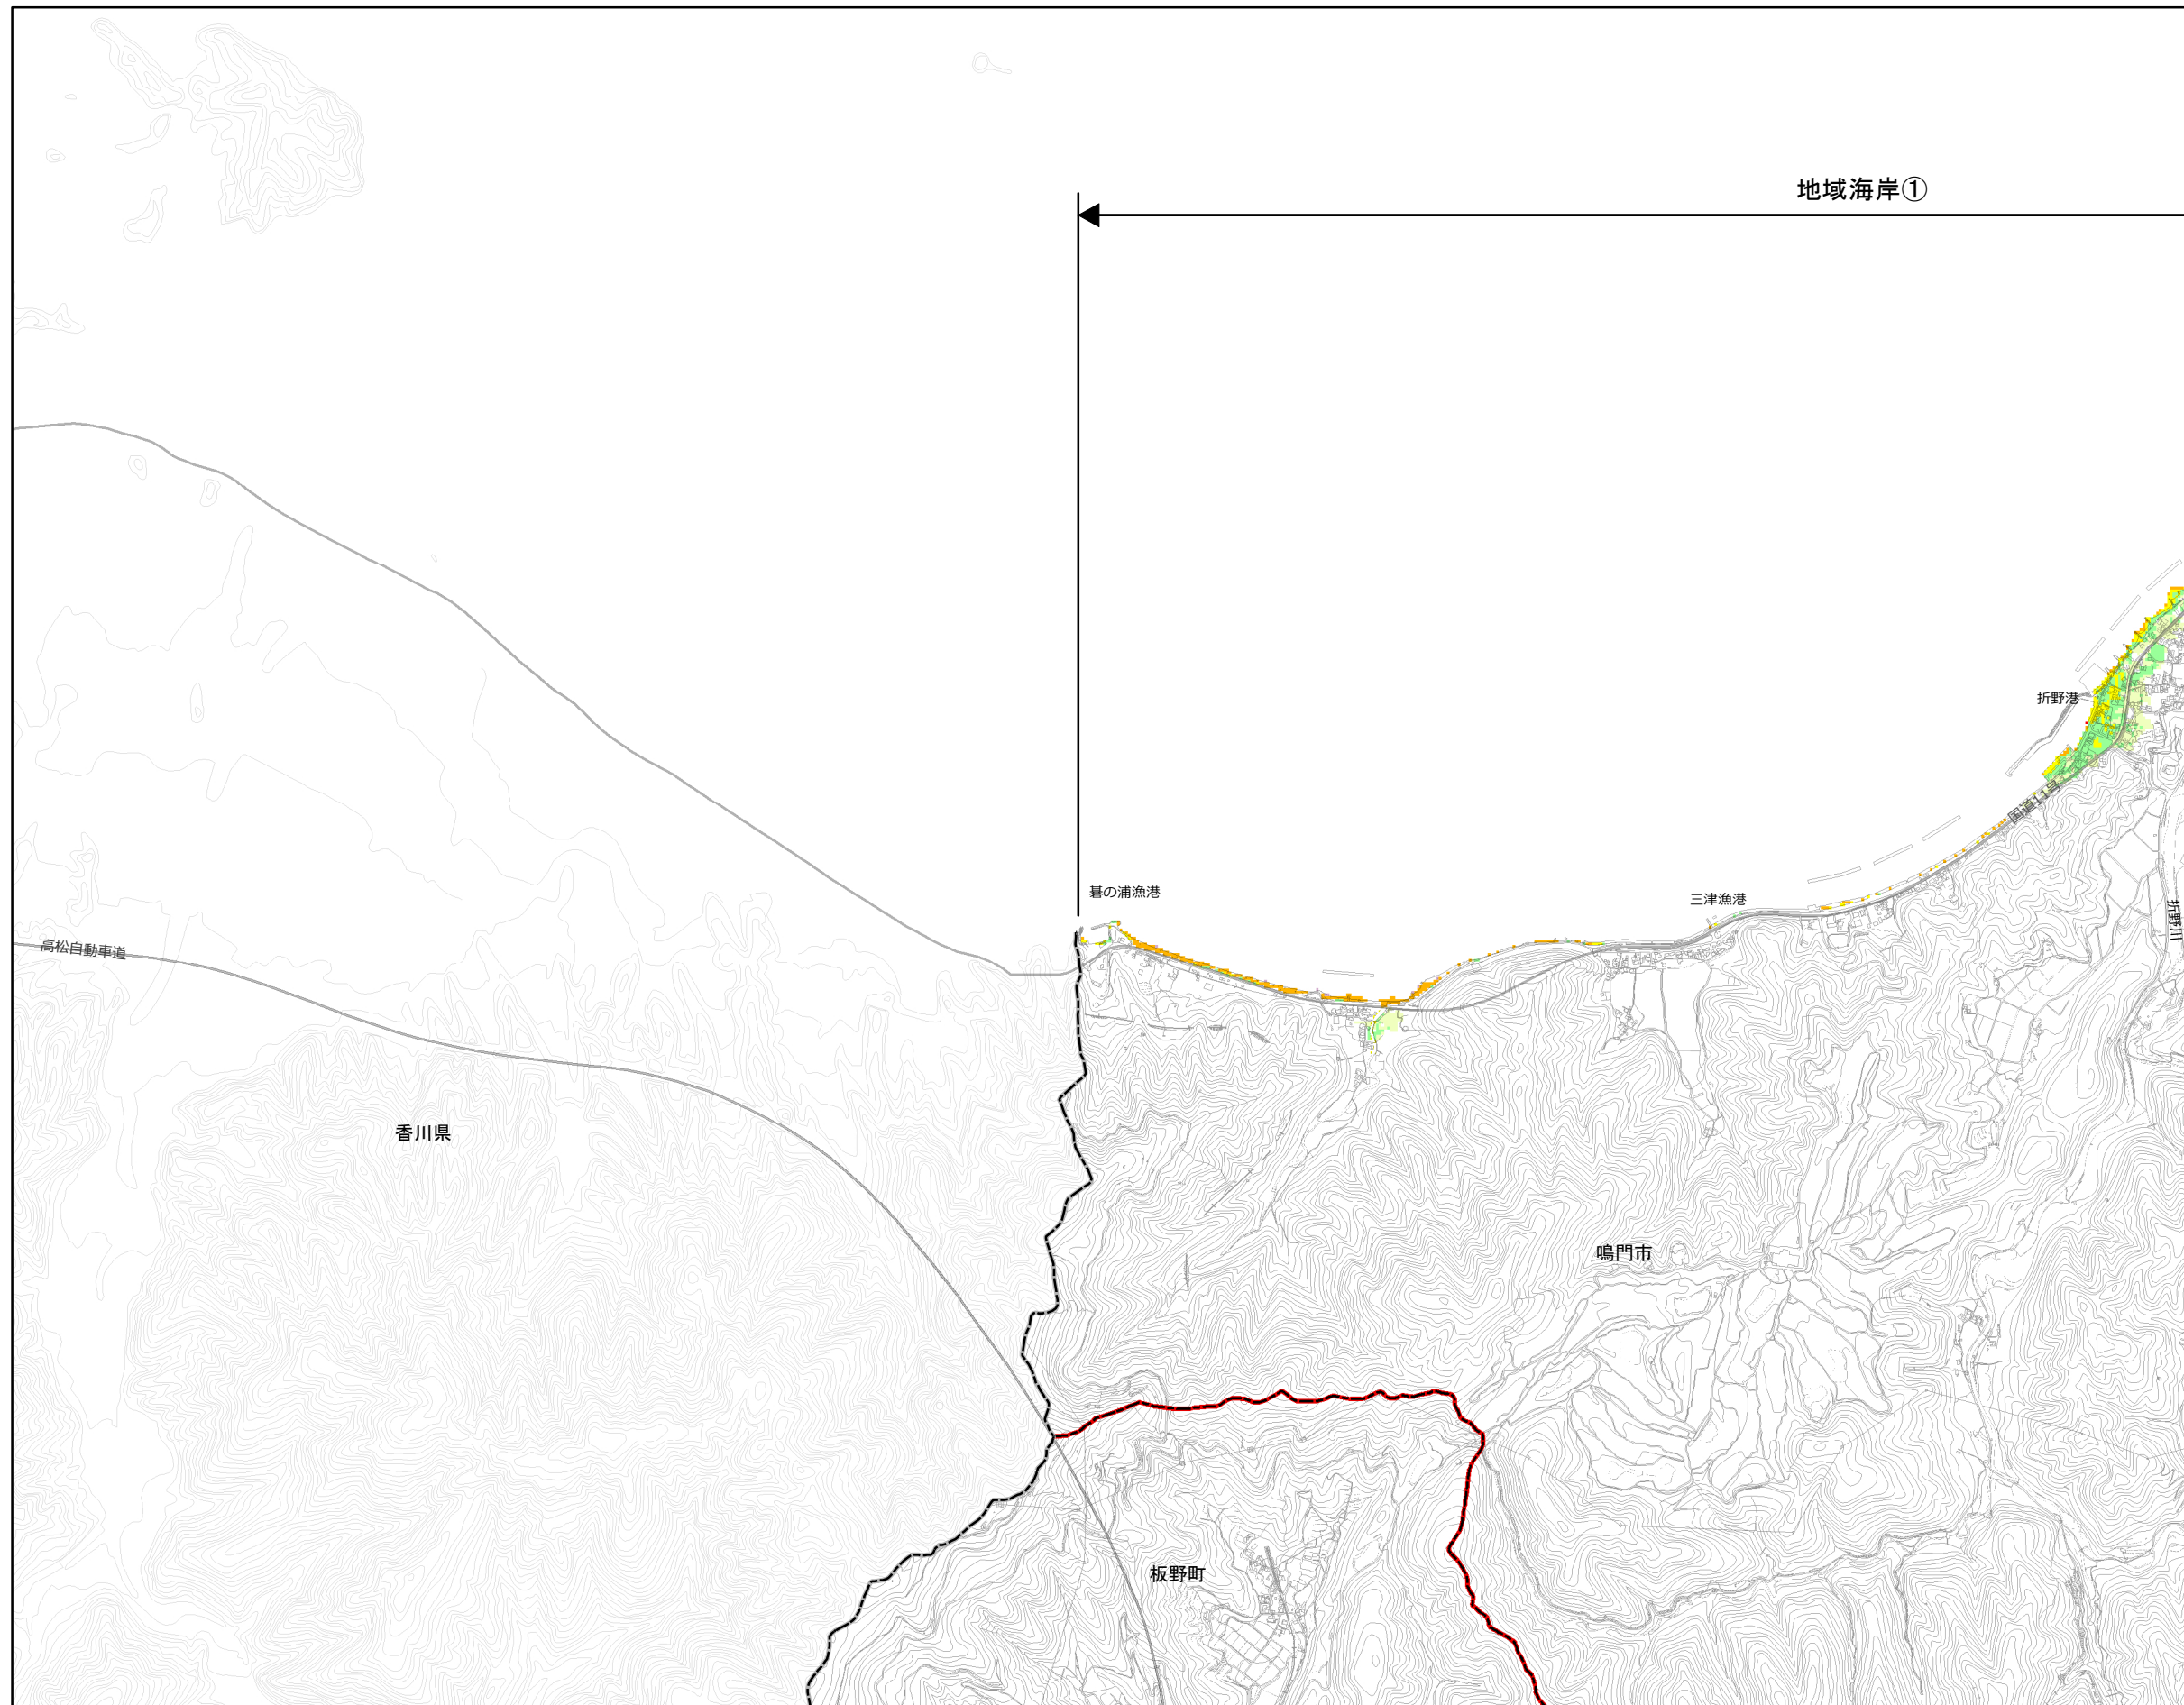 地域海岸①
折野港
国道11号
碁の浦漁港
三津漁港
折野川
高松自動車道
香川県
鳴門市
板野町